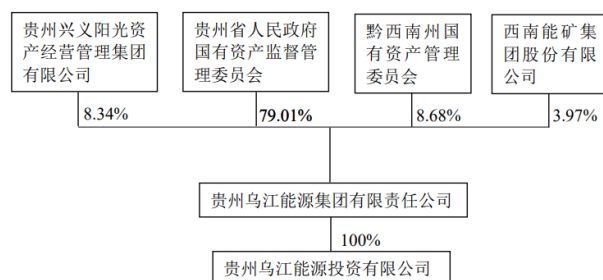 贵州兴义阳光资
产经营管理集团
有限公司
贵州省人民政府
国有资产监督管
理委员会
黔西南州国
有资产管理
委员会
西南能矿集
团股份有限
公司
8.34%
79.01%
8.68%
3.97%
贵州乌江能源集团有限责任公司
100%
贵州乌江能源投资有限公司